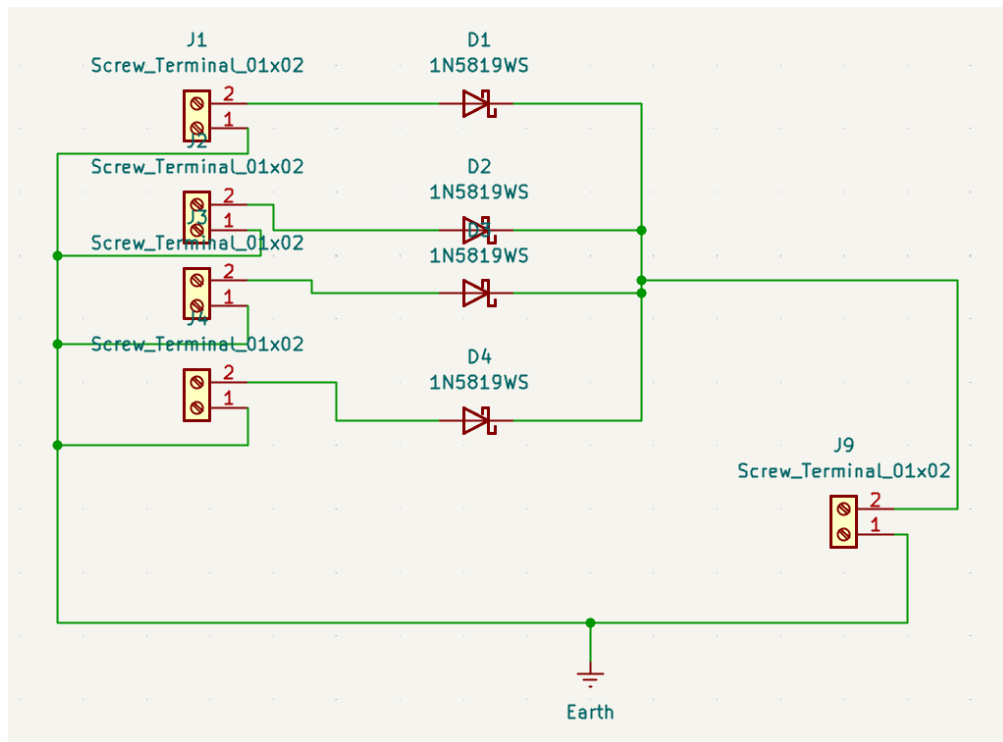 J1
Screw_Terminal_01x02
2
1
D1
1N5819WS
J2
Screw_Terminal_01x02
2
1
D2
1N5819WS
J3
Screw_Terminal_01x02
2
1
D3
1N5819WS
J4
Screw_Terminal_01x02
2
1
D4
1N5819WS
J9
Screw_Terminal_01x02
2
1
Earth